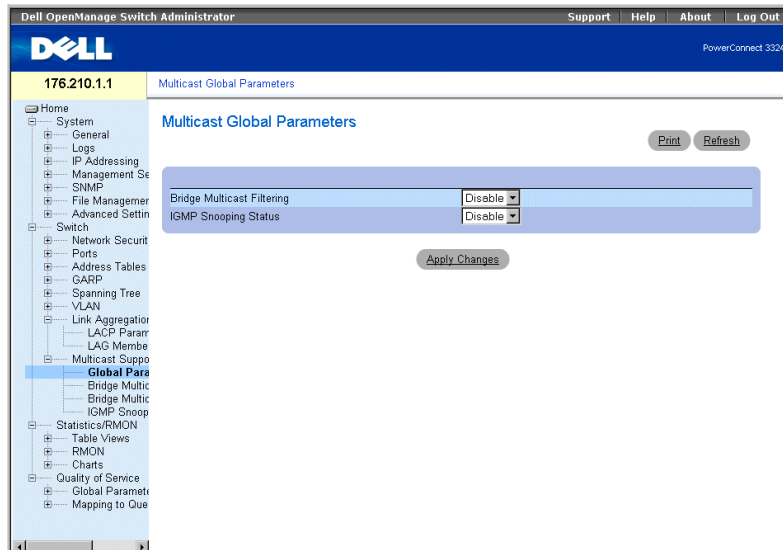 Dell OpenManage Switch Administrator
Support Help About Log Out
DELL
PowerConnect 3324
176.210.1.1
Multicast Global Parameters
Home
System
General
Logs
IP Addressing
Management Se
SNMP
File Managemer
Advanced Settin
Switch
Network Securit
Ports
Address Tables
GARP
Spanning Tree
VLAN
Link Aggregatior
LACP Param
LAG Membe
Multicast Suppo
Global Para
Bridge Multic
Bridge Multic
IGMP Snoop
Statistics/RMON
Table Views
RMON
Charts
Quality of Service
Global Paramete
Mapping to Que
Multicast Global Parameters
Print Refresh
Bridge Multicast Filtering Disable
IGMP Snooping Status Disable
Apply Changes